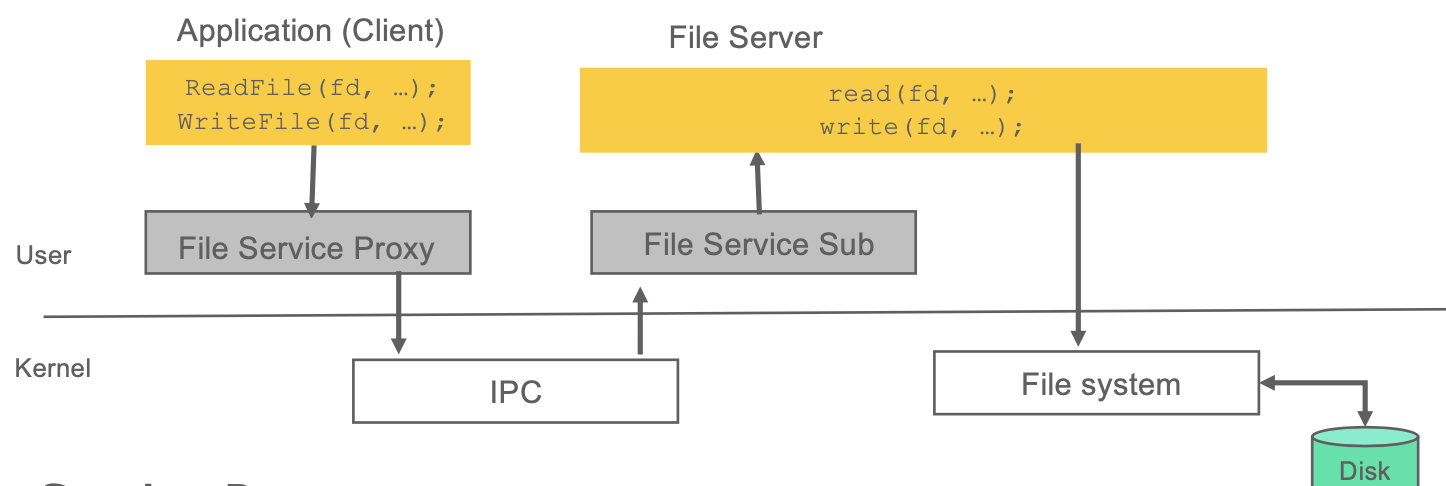 Application (Client)
File Server
ReadFile(fd, …);
WriteFile(fd, …);
read(fd, …);
write(fd, …);
File Service Proxy
File Service Sub
User
Kernel
IPC
File system
Disk